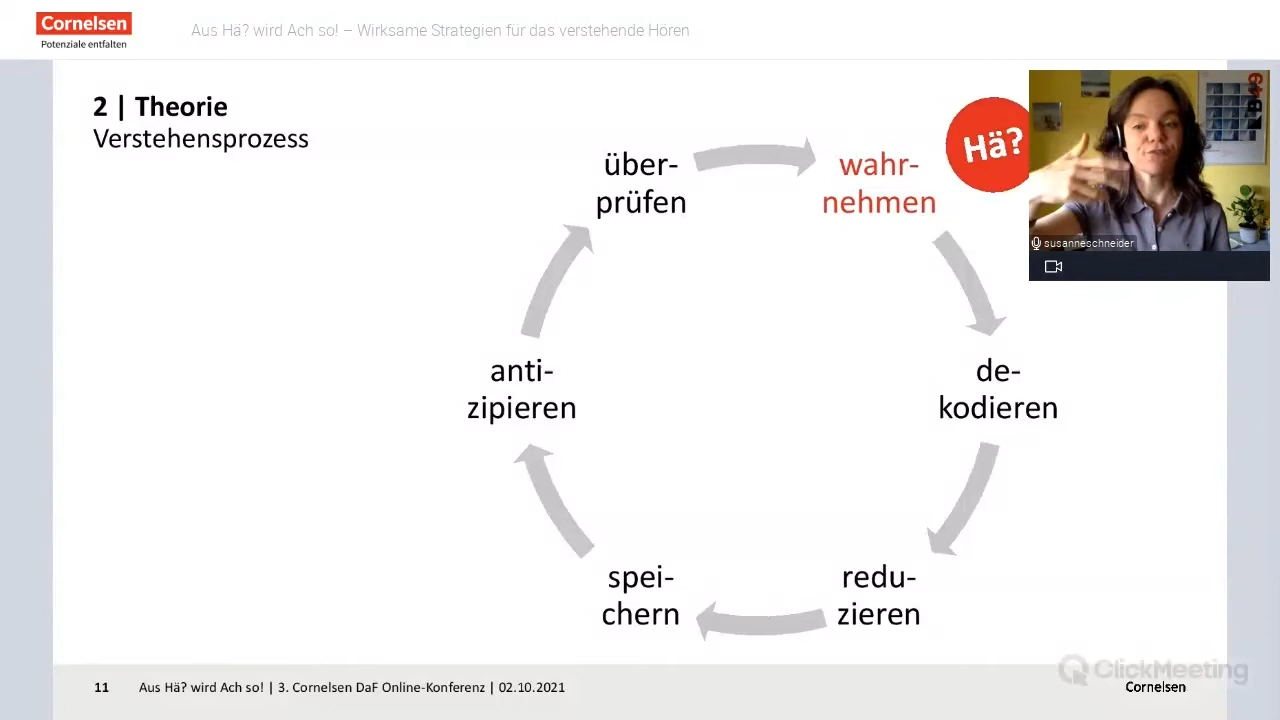 Cornelsen
Potenziale entfalten
Aus Hä? wird Ach so! – Wirksame Strategien für das verstehende Hören
2 | Theorie
Verstehensprozess
über-
prüfen
wahr-
nehmen
Hä?
susanneschneider
anti-
zipieren
de-
kodieren
spei-
chern
redu-
zieren
ClickMeeting
11 Aus Hä? wird Ach so! | 3. Cornelsen DaF Online-Konferenz | 02.10.2021
Cornelsen